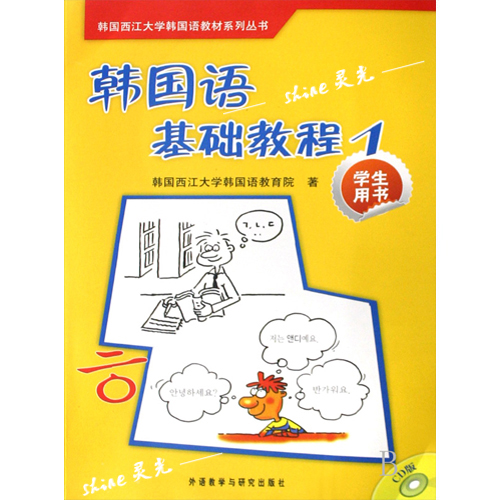 韩国西江大学韩国语教材系列丛书
韩国语
shine 灵光
基础教程 1
学生
用书
韩国西江大学韩国语教育院 著
ㄱ, ㄴ, ㄷ
저는 앤디예요.
안녕하세요?
반가워요.
ㅎ
shine 灵光
CD版
外语教学与研究出版社